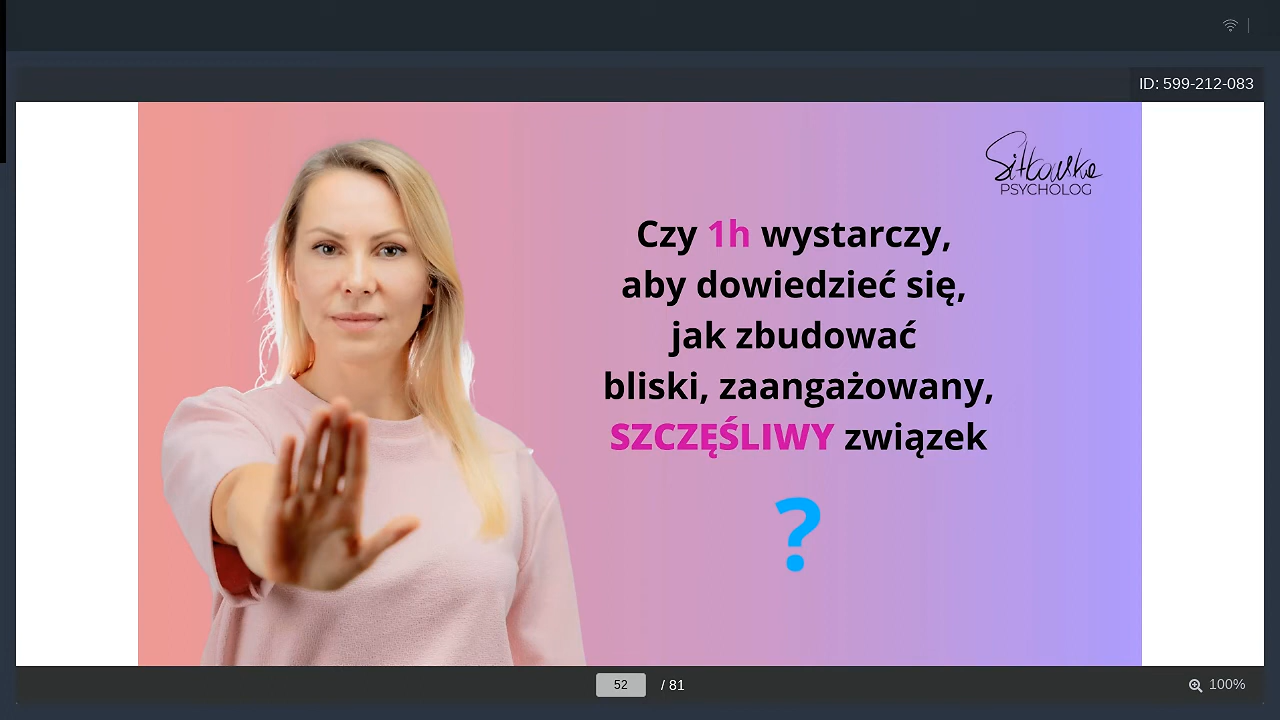 ID: 599-212-083
Siłkowska
PSYCHOLOG
Czy 1h wystarczy,
aby dowiedzieć się,
jak zbudować
bliski, zaangażowany,
SZCZĘŚLIWY związek
?
52 / 81
100%